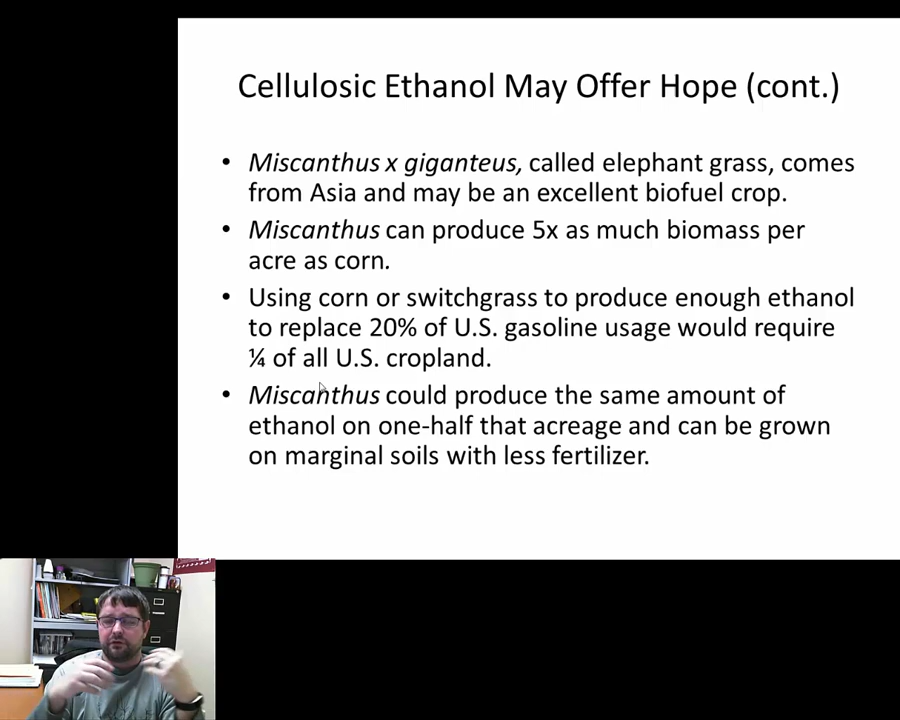 Cellulosic Ethanol May Offer Hope (cont.)
• Miscanthus x giganteus, called elephant grass, comes
from Asia and may be an excellent biofuel crop.
• Miscanthus can produce 5x as much biomass per
acre as corn.
• Using corn or switchgrass to produce enough ethanol
to replace 20% of U.S. gasoline usage would require
¼ of all U.S. cropland.
• Miscanthus could produce the same amount of
ethanol on one-half that acreage and can be grown
on marginal soils with less fertilizer.